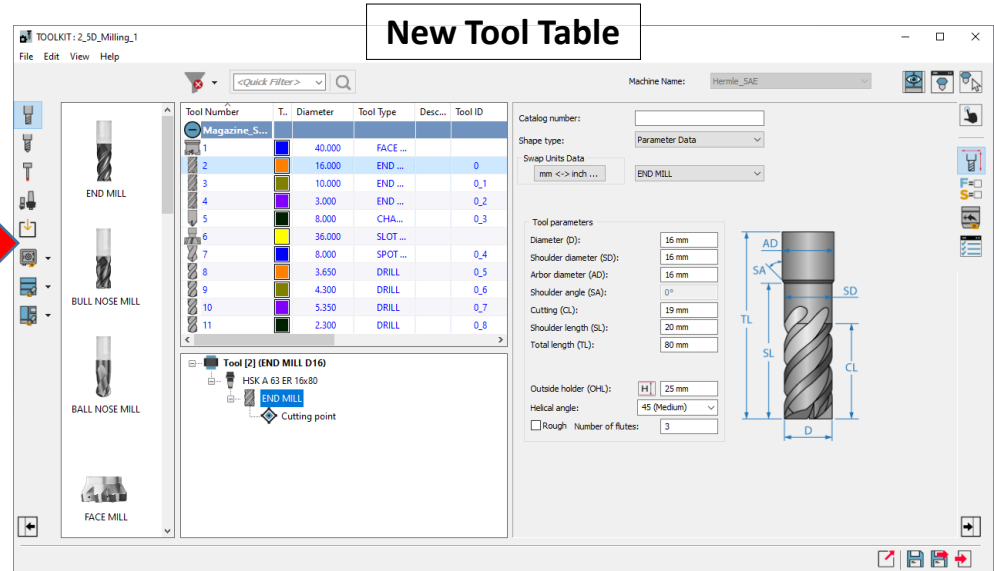 New Tool Table
TOOLKIT : 2_5D_Milling_1
File Edit View Help
<Quick Filter>
Machine Name: Hermle_5AE
END MILL
BULL NOSE MILL
BALL NOSE MILL
FACE MILL
Tool Number T... Diameter Tool Type Desc... Tool ID
Magazine_S...
1 40.000 FACE ...
2 16.000 END ... 0
3 10.000 END ... 0_1
4 3.000 END ... 0_2
5 8.000 CHA... 0_3
6 36.000 SLOT ...
7 8.000 SPOT ... 0_4
8 3.650 DRILL 0_5
9 4.300 DRILL 0_6
10 5.350 DRILL 0_7
11 2.300 DRILL 0_8
Tool [2] (END MILL D16)
HSK A 63 ER 16x80
END MILL
Cutting point
Catalog number:
Shape type: Parameter Data
Swap Units Data
mm <-> inch ... END MILL
Tool parameters
Diameter (D): 16 mm
Shoulder diameter (SD): 16 mm
Arbor diameter (AD): 16 mm
Shoulder angle (SA): 0°
Cutting (CL): 19 mm
Shoulder length (SL): 20 mm
Total length (TL): 80 mm
Outside holder (OHL): H 25 mm
Helical angle: 45 (Medium)
Rough Number of flutes: 3
AD
SA
SD
TL
SL
CL
D
F=
S=